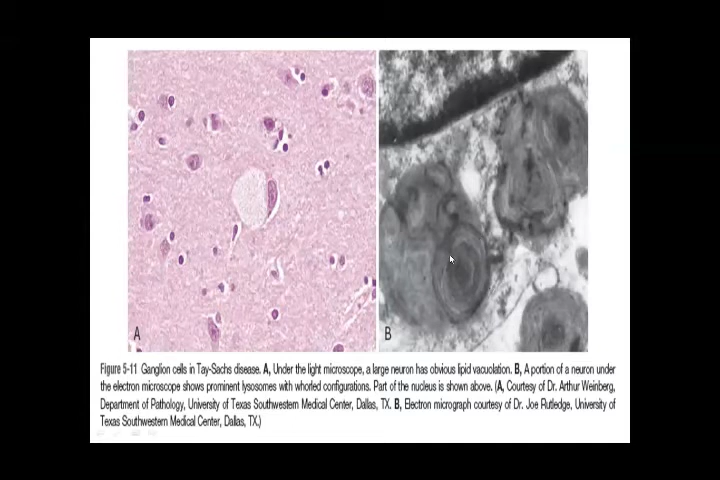 A
B
Figure 5-11 Ganglion cells in Tay-Sachs disease. A, Under the light microscope, a large neuron has obvious lipid vacuolation. B, A portion of a neuron under
the electron microscope shows prominent lysosomes with whorled configurations. Part of the nucleus is shown above. (A, Courtesy of Dr. Arthur Weinberg,
Department of Pathology, University of Texas Southwestern Medical Center, Dallas, TX. B, Electron micrograph courtesy of Dr. Joe Rutledge, University of
Texas Southwestern Medical Center, Dallas, TX.)